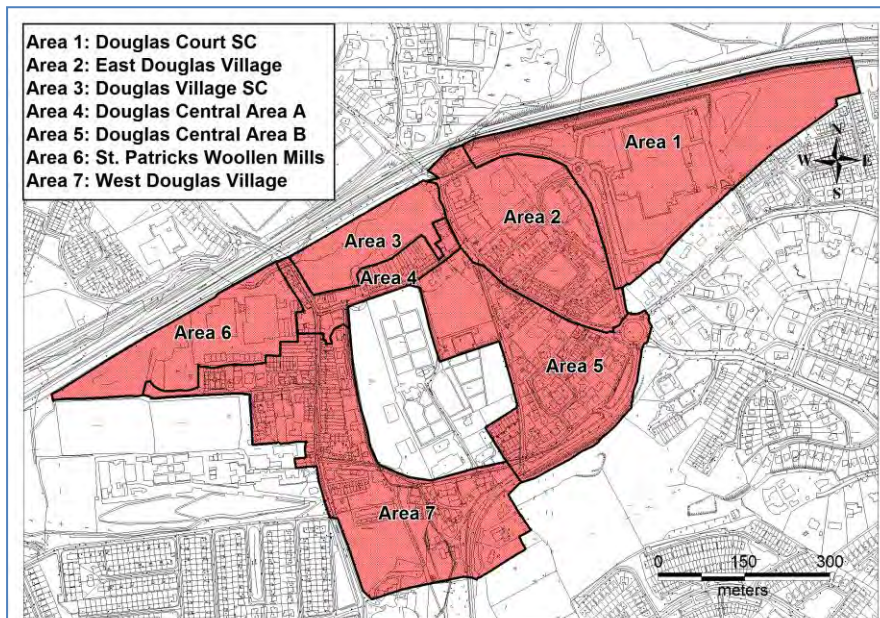 Area 1: Douglas Court SC
Area 2: East Douglas Village
Area 3: Douglas Village SC
Area 4: Douglas Central Area A
Area 5: Douglas Central Area B
Area 6: St. Patricks Woollen Mills
Area 7: West Douglas Village
Area 1
N
W E
S
Area 2
Area 3
Area 4
Area 6
Area 5
Area 7
0 150 300
meters